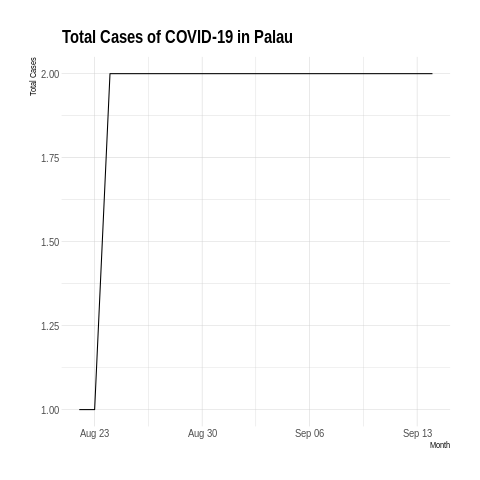 Total Cases of COVID-19 in Palau
Total Cases
2.00
1.75
1.50
1.25
1.00
Aug 23 Aug 30 Sep 06 Sep 13
Month